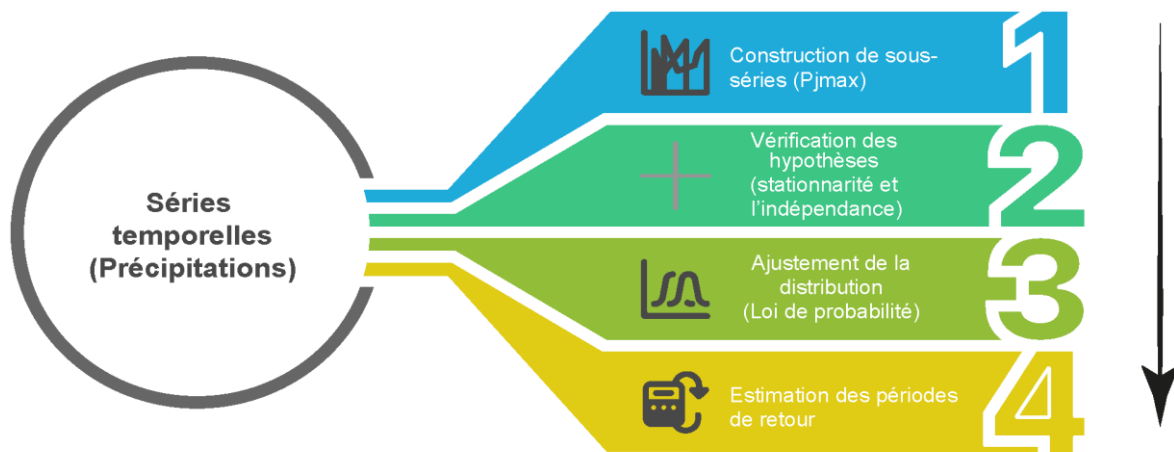 Séries
temporelles
(Précipitations)
Construction de sous-
séries (Pjmax)
1
Vérification des
hypothèses
(stationnarité et
l'indépendance)
2
Ajustement de la
distribution
(Loi de probabilité)
3
Estimation des périodes
de retour
4